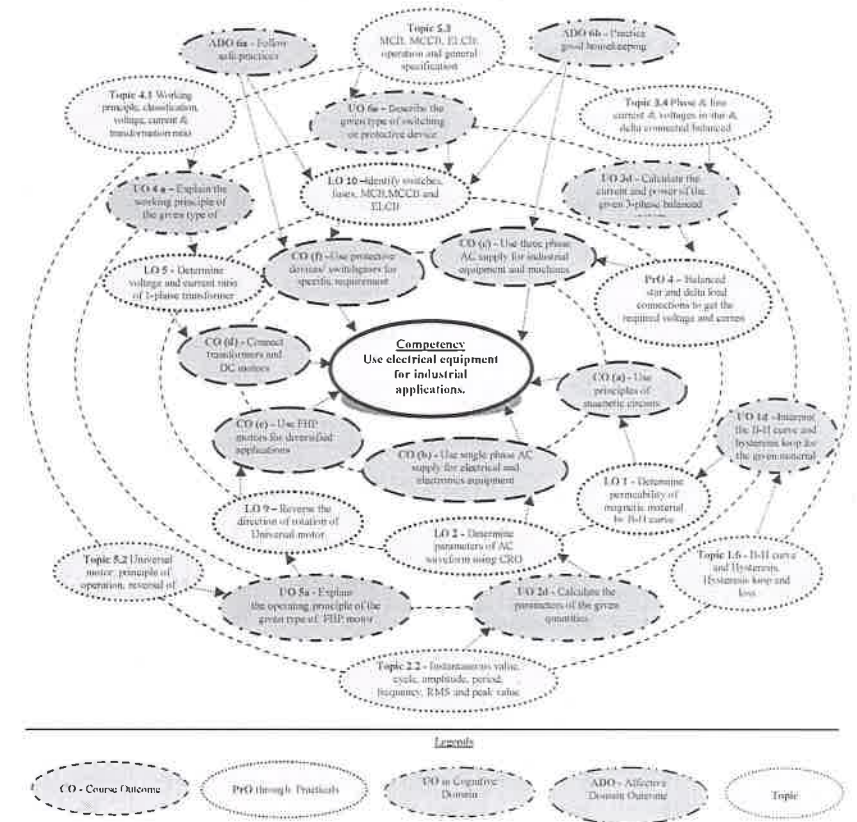 ADO 6a - Follow
safe practices
Topic 5.3
MCB, MCCB, ELCB,
operation and general
specification
ADO 6b - Practice
good housekeeping
Topic 4.1 Working
principle, classification,
voltage, current &
transformation ratio
UO 6a - Describe the
given type of switching
or protective device
Topic 3.4 Phase & line
current & voltages in star &
delta connected balanced
UO 4 a - Explain the
working principle of
the given type of
LO 10 -Identify switches,
fuses, MCB,MCCB and
ELCB
UO 3d - Calculate the
current and power of the
given 3-phase balanced
LO 5 - Determine
voltage and current ratio
of 1-phase transformer
CO (f) - Use protective
devices/ switchgears for
specific requirement
CO (c) - Use three phase
AC supply for industrial
equipment and machines
PrO 4 - Balanced
star and delta load
connections to get the
required voltage and curren
CO (d) - Connect
transformers and
DC motors
Competency
Use electrical equipment
for industrial
applications.
CO (a) - Use
principles of
magnetic circuits
CO (e) - Use FHP
motors for diversified
applications
CO (b) - Use single phase AC
supply for electrical and
electronics equipment
UO 1d - Interpret
the B-H curve and
hysteresis loop for
the given material
LO 9 - Reverse the
direction of rotation of
Universal motor
LO 2 - Determine
parameters of AC
waveform using CRO
LO 1 - Determine
permeability of
magnetic material
by B-H curve
Topic 5.2 Universal
motor: principle of
operation, reversal of
UO 5a - Explain
the operating principle of the
given type of FHP motor
UO 2d - Calculate the
parameters of the given
quantities
Topic 1.6 - B-H curve
and Hysteresis,
Hysteresis loop and
loss
Topic 2.2 - Instantaneous value,
cycle, amplitude, period,
frequency, RMS and peak value
Legends
CO - Course Outcome
PrO through Practicals
UO in Cognitive
Domain
ADO - Affective
Domain Outcome
Topic